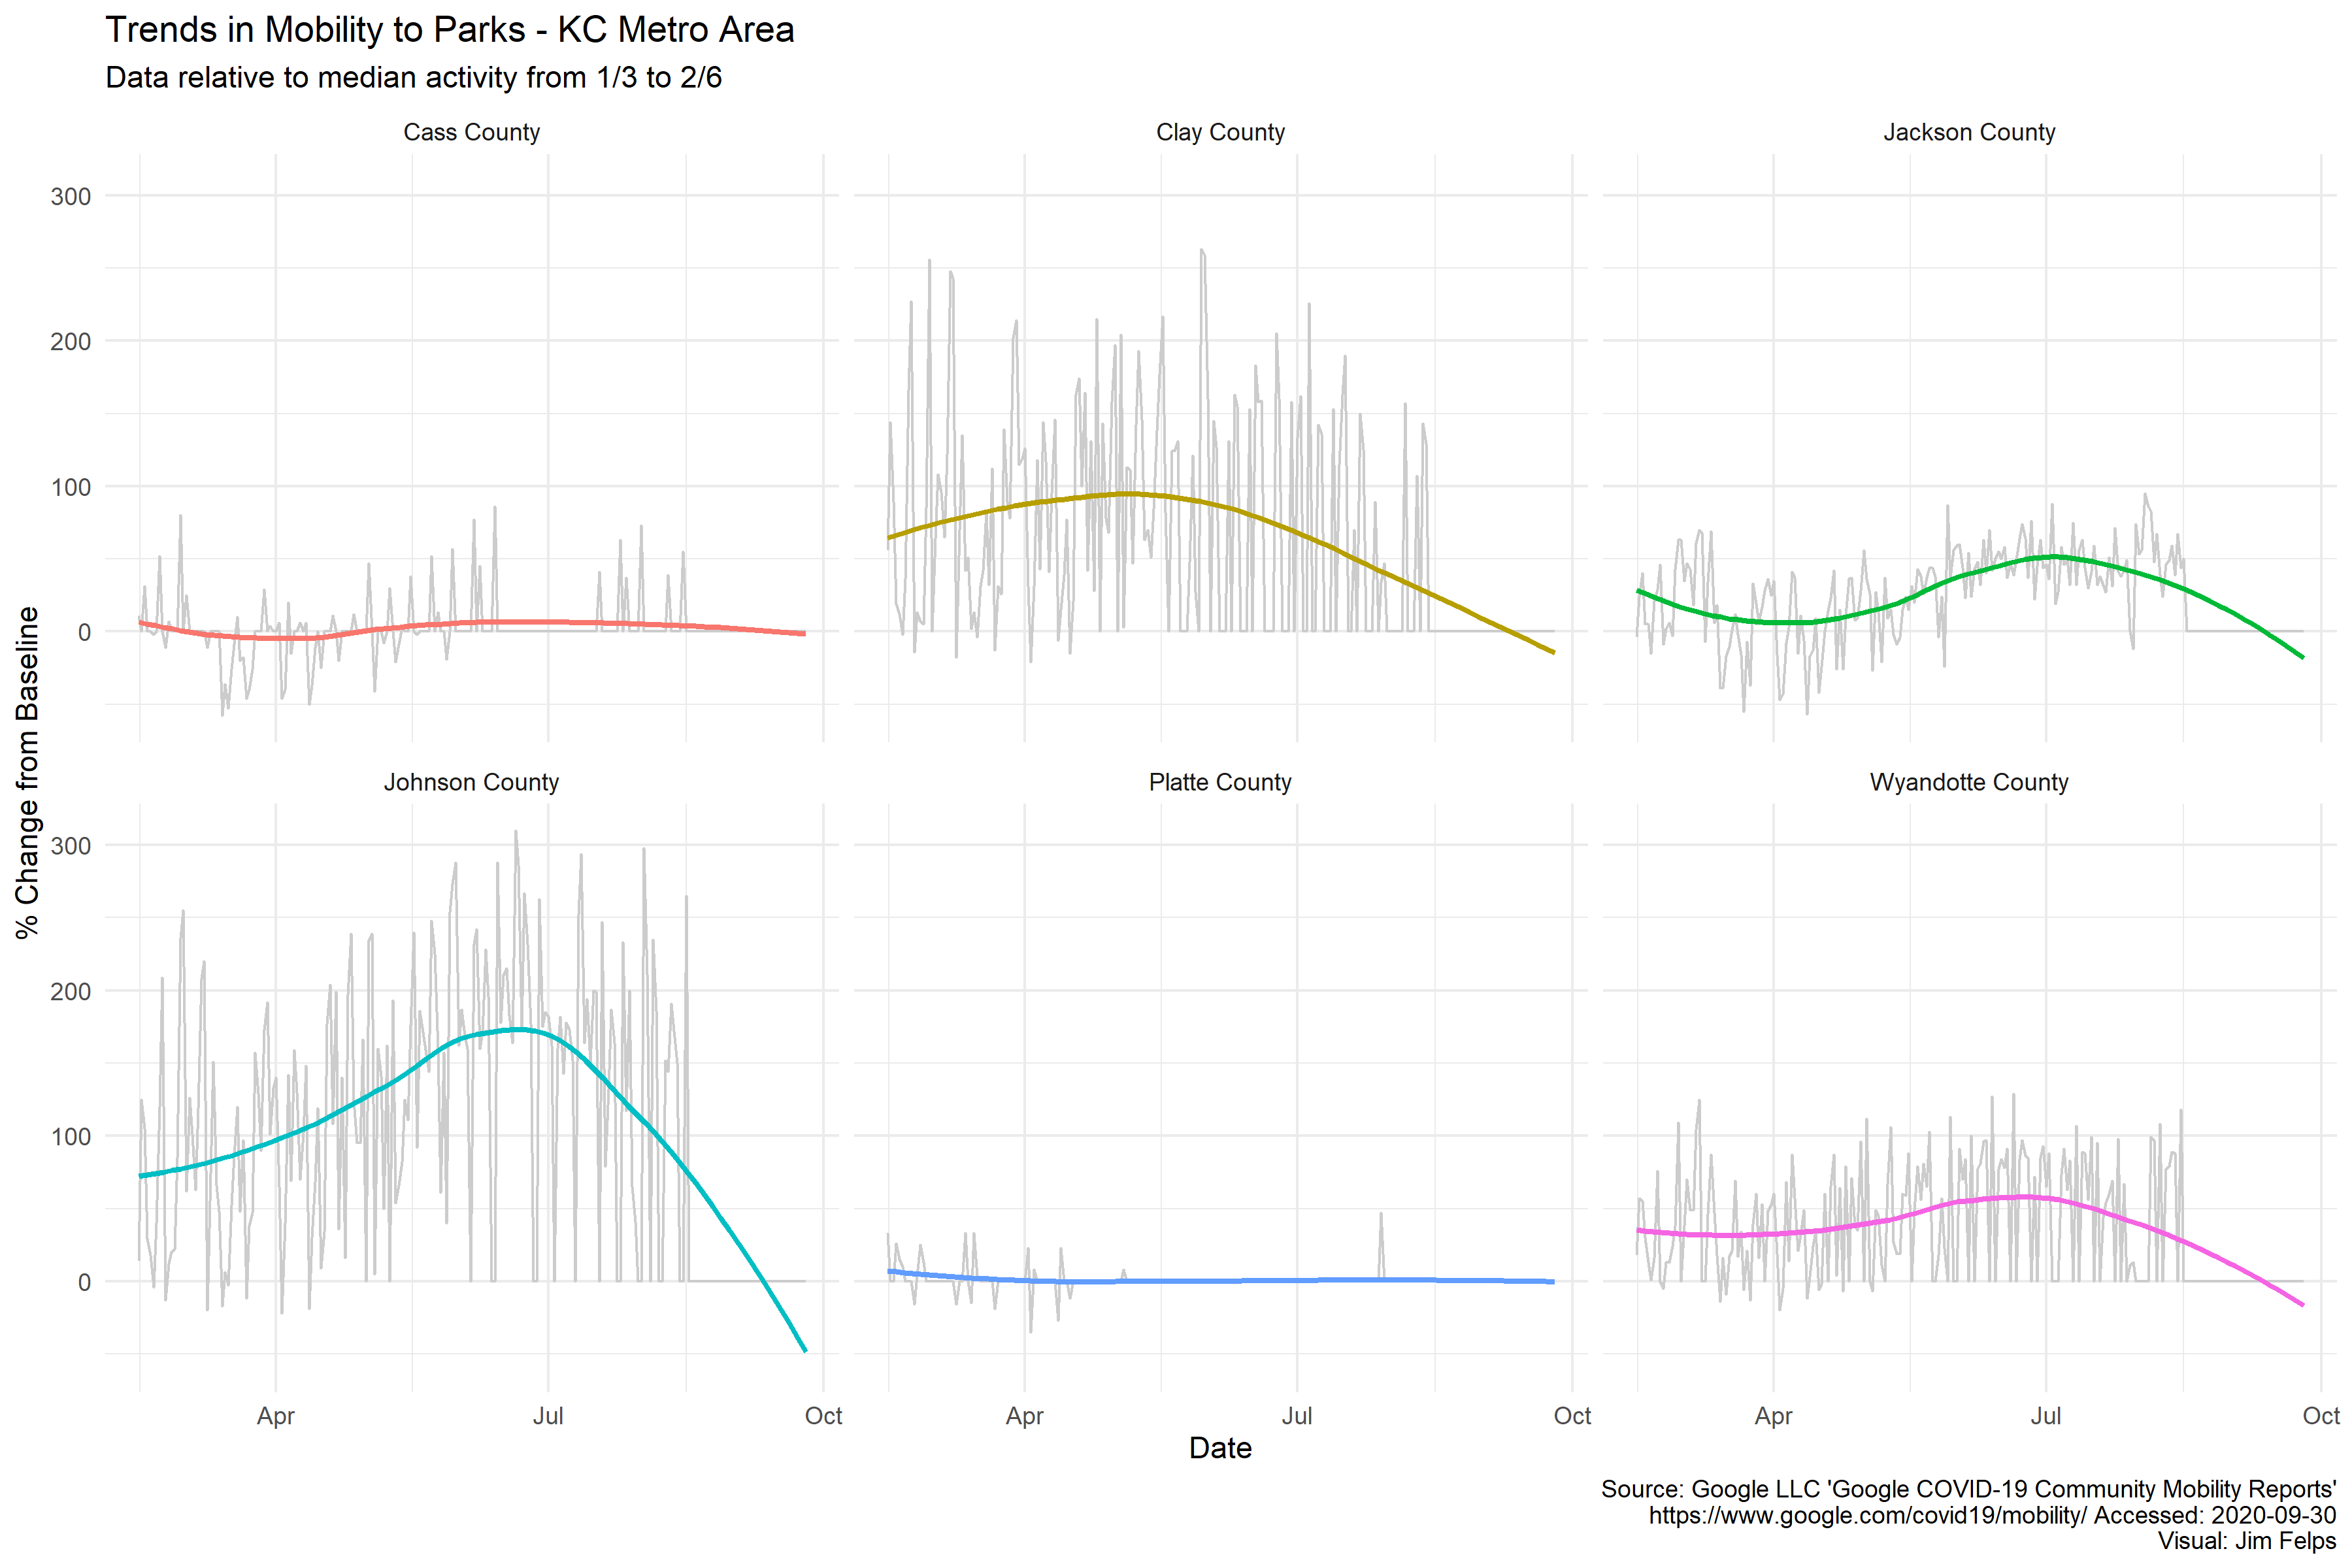 Trends in Mobility to Parks - KC Metro Area
Data relative to median activity from 1/3 to 2/6
Cass County
Clay County
Jackson County
300
200
100
0
Johnson County
Platte County
Wyandotte County
300
200
100
0
% Change from Baseline
Apr Jul Oct
Apr Jul Oct
Apr Jul Oct
Date
Source: Google LLC 'Google COVID-19 Community Mobility Reports'
https://www.google.com/covid19/mobility/ Accessed: 2020-09-30
Visual: Jim Felps